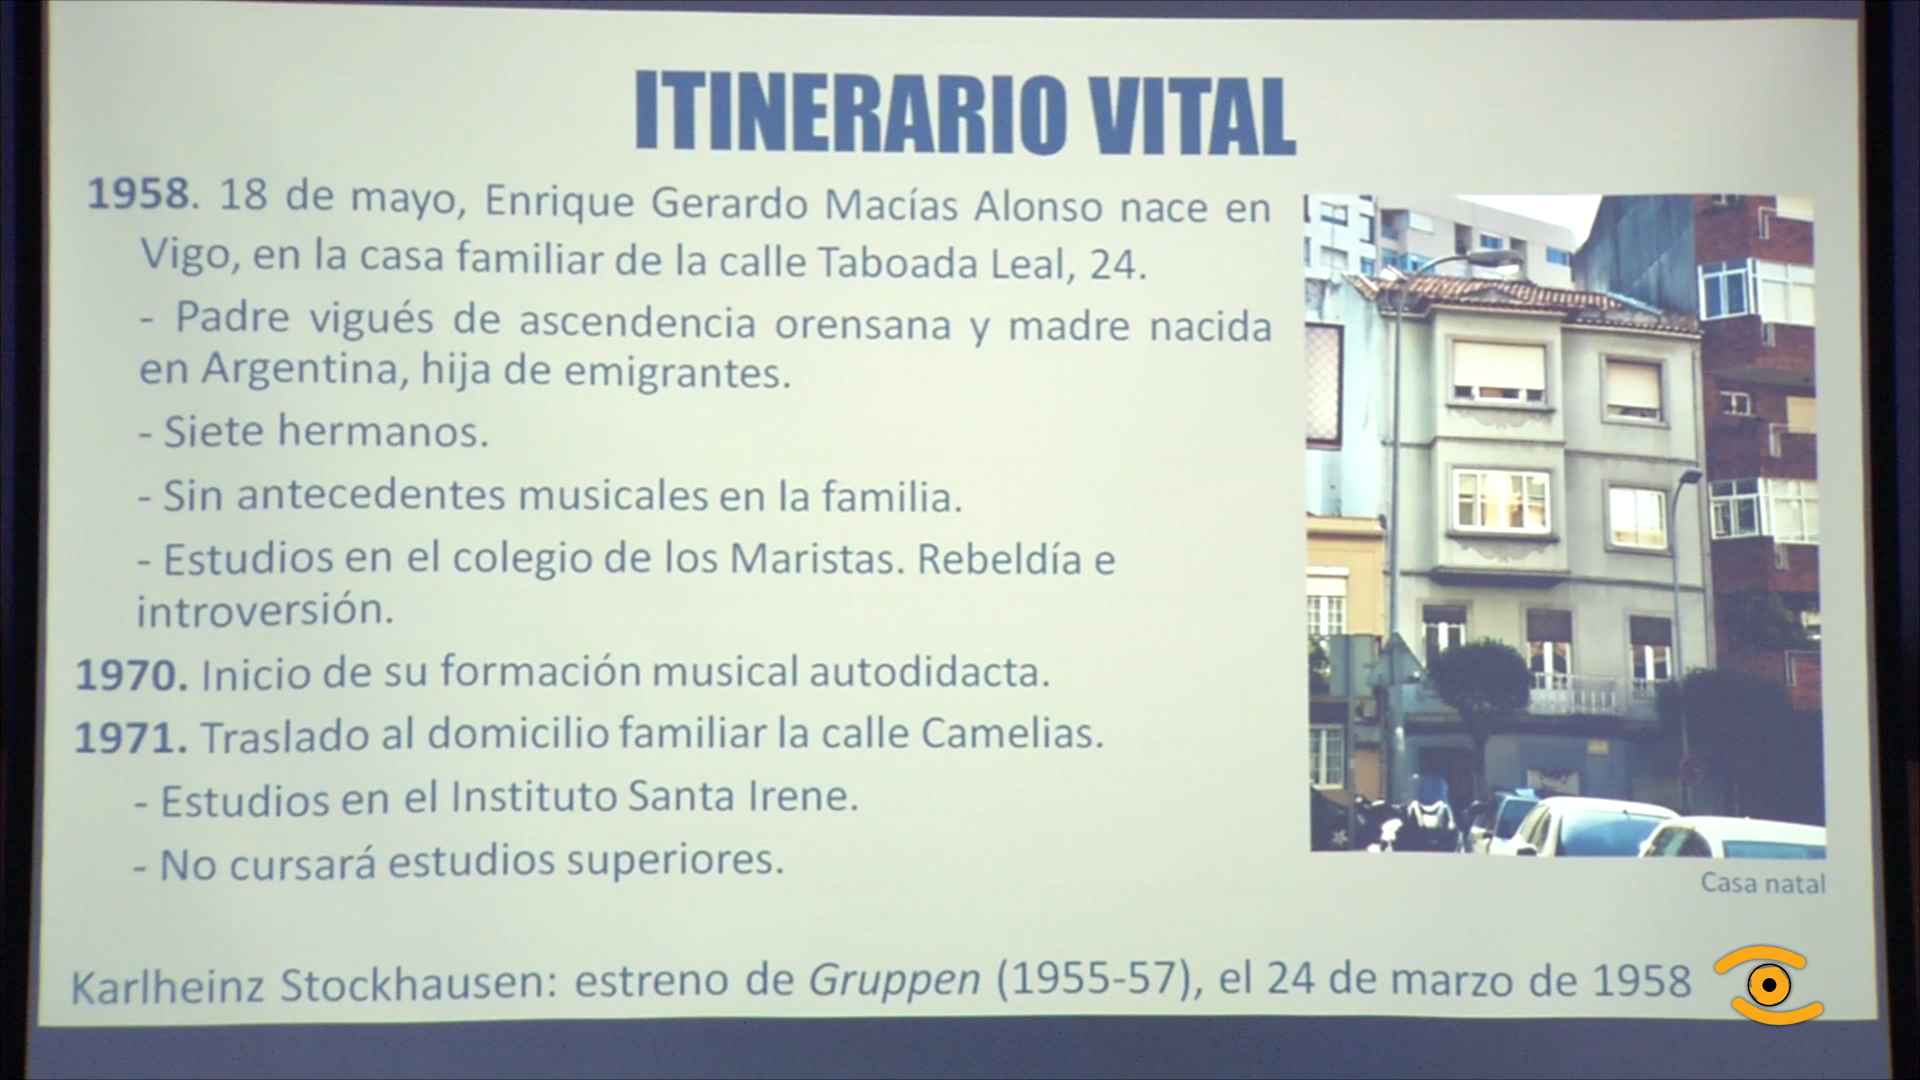 ITINERARIO VITAL
1958. 18 de mayo, Enrique Gerardo Macías Alonso nace en
Vigo, en la casa familiar de la calle Taboada Leal, 24.
- Padre vigués de ascendencia orensana y madre nacida
en Argentina, hija de emigrantes.
- Siete hermanos.
- Sin antecedentes musicales en la familia.
- Estudios en el colegio de los Maristas. Rebeldía e
introversión.
1970. Inicio de su formación musical autodidacta.
1971. Traslado al domicilio familiar la calle Camelias.
- Estudios en el Instituto Santa Irene.
- No cursará estudios superiores.
Casa natal
Karlheinz Stockhausen: estreno de Gruppen (1955-57), el 24 de marzo de 1958